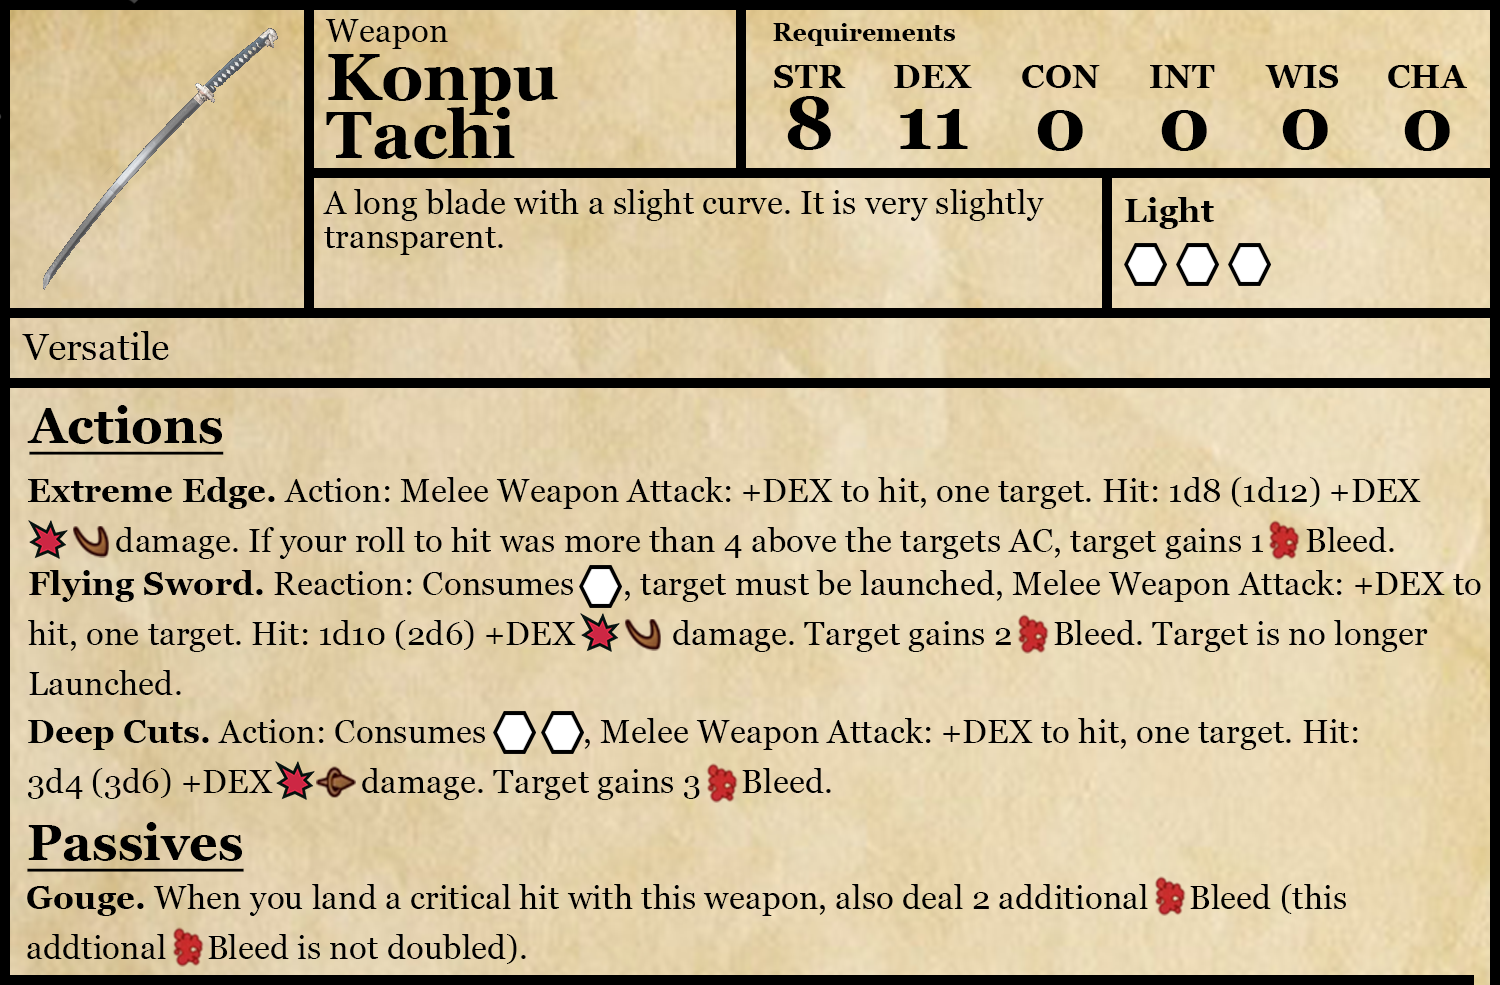 Weapon
Konpu
Tachi
Requirements
STR DEX CON INT WIS CHA
8 11 0 0 0 0
A long blade with a slight curve. It is very slightly
transparent.
Light
Versatile
Actions
Extreme Edge. Action: Melee Weapon Attack: +DEX to hit, one target. Hit: 1d8 (1d12) +DEX
damage. If your roll to hit was more than 4 above the targets AC, target gains 1 Bleed.
Flying Sword. Reaction: Consumes , target must be launched, Melee Weapon Attack: +DEX to
hit, one target. Hit: 1d10 (2d6) +DEX damage. Target gains 2 Bleed. Target is no longer
Launched.
Deep Cuts. Action: Consumes , Melee Weapon Attack: +DEX to hit, one target. Hit:
3d4 (3d6) +DEX damage. Target gains 3 Bleed.
Passives
Gouge. When you land a critical hit with this weapon, also deal 2 additional Bleed (this
addtional Bleed is not doubled).